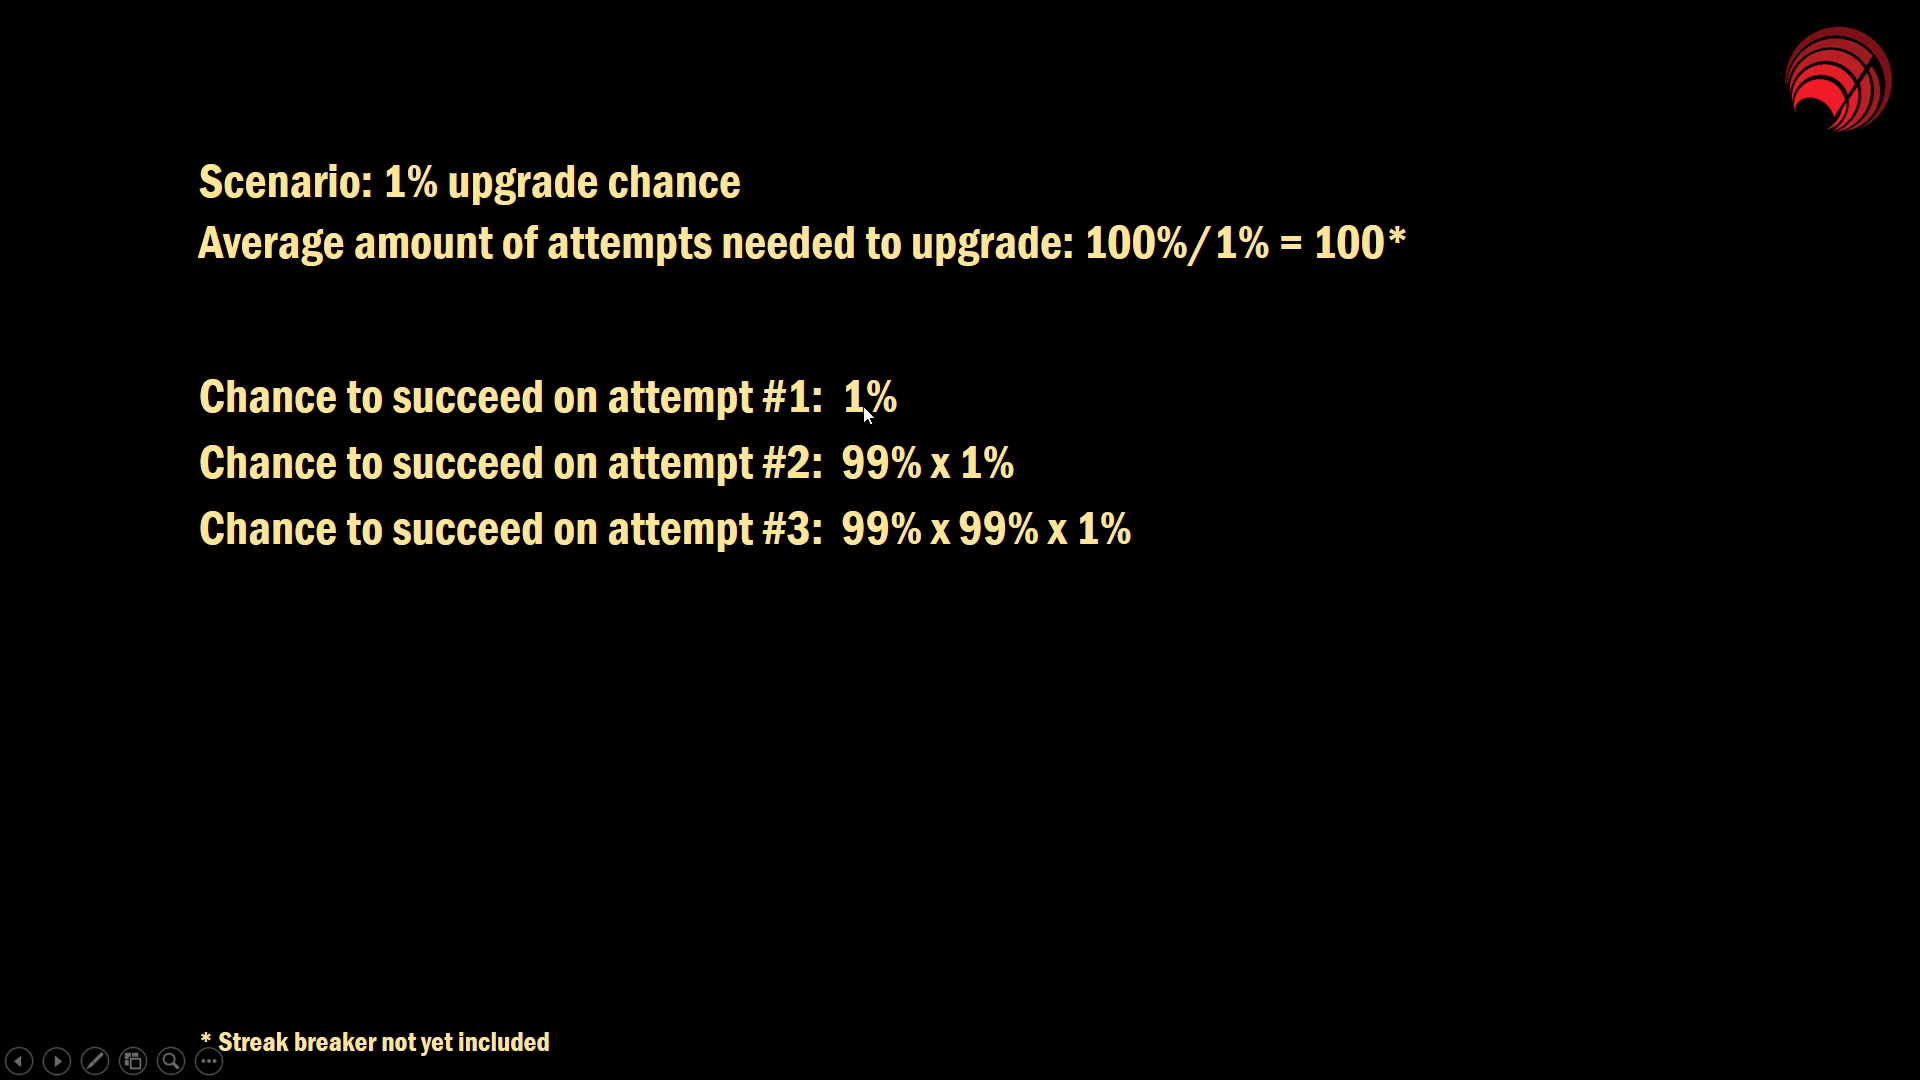 Scenario: 1% upgrade chance
Average amount of attempts needed to upgrade: 100%/1% = 100*
Chance to succeed on attempt #1: 1%
Chance to succeed on attempt #2: 99% x 1%
Chance to succeed on attempt #3: 99% x 99% x 1%
* Streak breaker not yet included